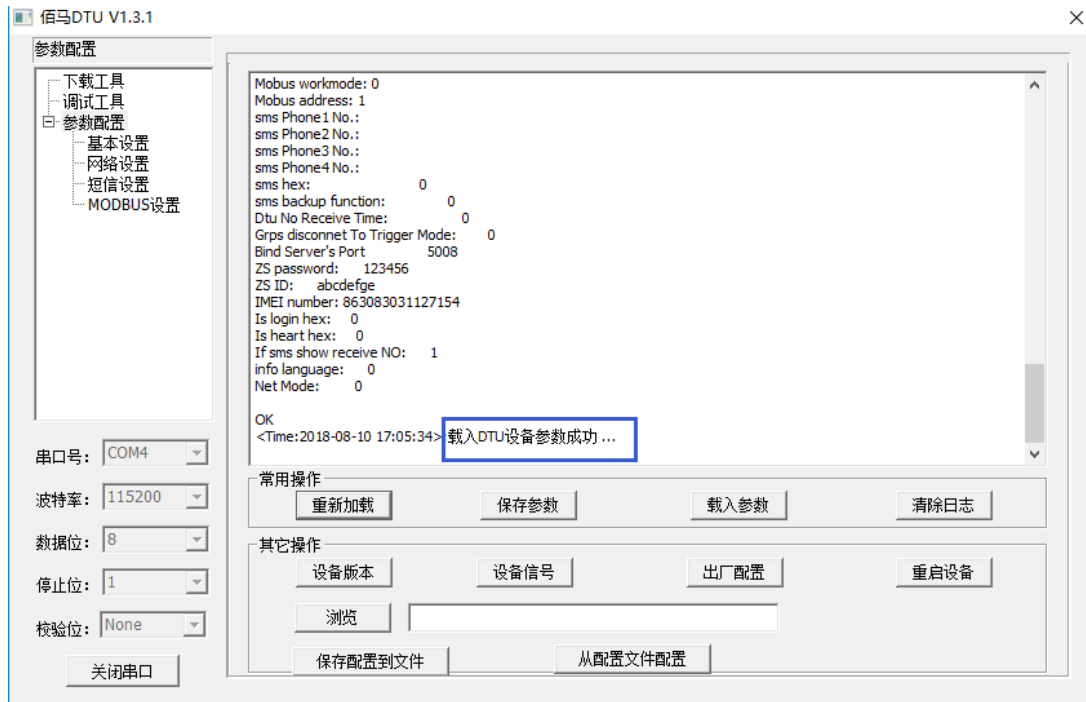 佰马DTU V1.3.1
参数配置
下载工具
调试工具
参数配置
基本设置
网络设置
短信设置
MODBUS设置
Mobus workmode: 0
Mobus address: 1
sms Phone1 No.:
sms Phone2 No.:
sms Phone3 No.:
sms Phone4 No.:
sms hex: 0
sms backup function: 0
Dtu No Receive Time: 0
Grps disconnet To Trigger Mode: 0
Bind Server's Port 5008
ZS password: 123456
ZS ID: abcdefge
IMEI number: 863083031127154
Is login hex: 0
Is heart hex: 0
If sms show receive NO: 1
info language: 0
Net Mode: 0
OK
<Time:2018-08-10 17:05:34> 载入DTU设备参数成功 ...
串口号: COM4
波特率: 115200
数据位: 8
停止位: 1
校验位: None
关闭串口
常用操作
重新加载 保存参数 载入参数 清除日志
其它操作
设备版本 设备信号 出厂配置 重启设备
浏览
保存配置到文件 从配置文件配置